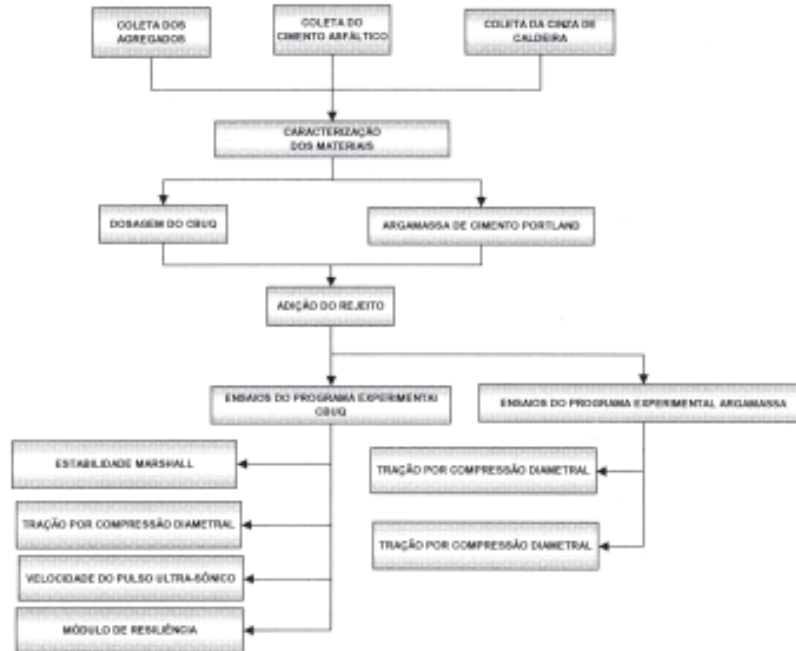 COLETA DOS
AGREGADOS
COLETA DO
CIMENTO ASFÁLTICO
COLETA DA CINZA DE
CALDEIRA
CARACTERIZAÇÃO
DOS MATERIAIS
DOSAGEM DO CBUQ
ARGAMASSA DE CIMENTO PORTLAND
ADIÇÃO DO REJEITO
ENSAIOS DO PROGRAMA EXPERIMENTAL
CBUQ
ENSAIOS DO PROGRAMA EXPERIMENTAL ARGAMASSA
ESTABILIDADE MARSHALL
TRAÇÃO POR COMPRESSÃO DIAMETRAL
TRAÇÃO POR COMPRESSÃO DIAMETRAL
TRAÇÃO POR COMPRESSÃO DIAMETRAL
VELOCIDADE DO PULSO ULTRA-SÔNICO
MÓDULO DE RESILIÊNCIA